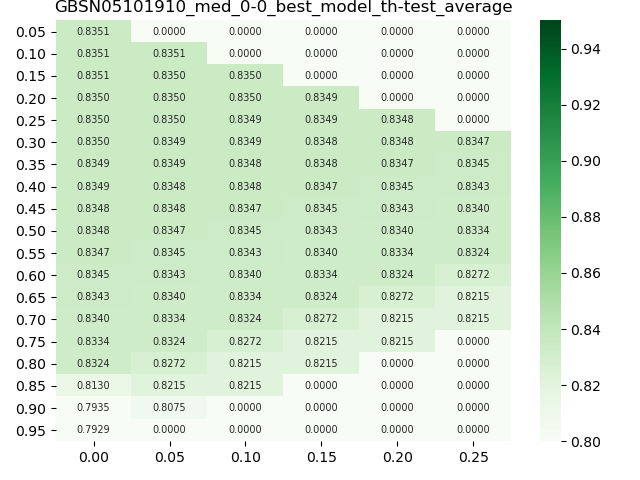 GBSN05101910_med_0-0_best_model_th-test_average
0.05 0.8351 0.0000 0.0000 0.0000 0.0000 0.0000
0.10 0.8351 0.8351 0.0000 0.0000 0.0000 0.0000
0.15 0.8351 0.8350 0.8350 0.0000 0.0000 0.0000
0.20 0.8350 0.8350 0.8350 0.8349 0.0000 0.0000
0.25 0.8350 0.8350 0.8349 0.8349 0.8348 0.0000
0.30 0.8350 0.8349 0.8349 0.8348 0.8348 0.8347
0.35 0.8349 0.8349 0.8348 0.8348 0.8347 0.8345
0.40 0.8349 0.8348 0.8348 0.8347 0.8345 0.8343
0.45 0.8348 0.8348 0.8347 0.8345 0.8343 0.8340
0.50 0.8348 0.8347 0.8345 0.8343 0.8340 0.8334
0.55 0.8347 0.8345 0.8343 0.8340 0.8334 0.8324
0.60 0.8345 0.8343 0.8340 0.8334 0.8324 0.8272
0.65 0.8343 0.8340 0.8334 0.8324 0.8272 0.8215
0.70 0.8340 0.8334 0.8324 0.8272 0.8215 0.8215
0.75 0.8334 0.8324 0.8272 0.8215 0.8215 0.0000
0.80 0.8324 0.8272 0.8215 0.8215 0.0000 0.0000
0.85 0.8130 0.8215 0.8215 0.0000 0.0000 0.0000
0.90 0.7935 0.8075 0.0000 0.0000 0.0000 0.0000
0.95 0.7929 0.0000 0.0000 0.0000 0.0000 0.0000
0.00 0.05 0.10 0.15 0.20 0.25
0.94
0.92
0.90
0.88
0.86
0.84
0.82
0.80